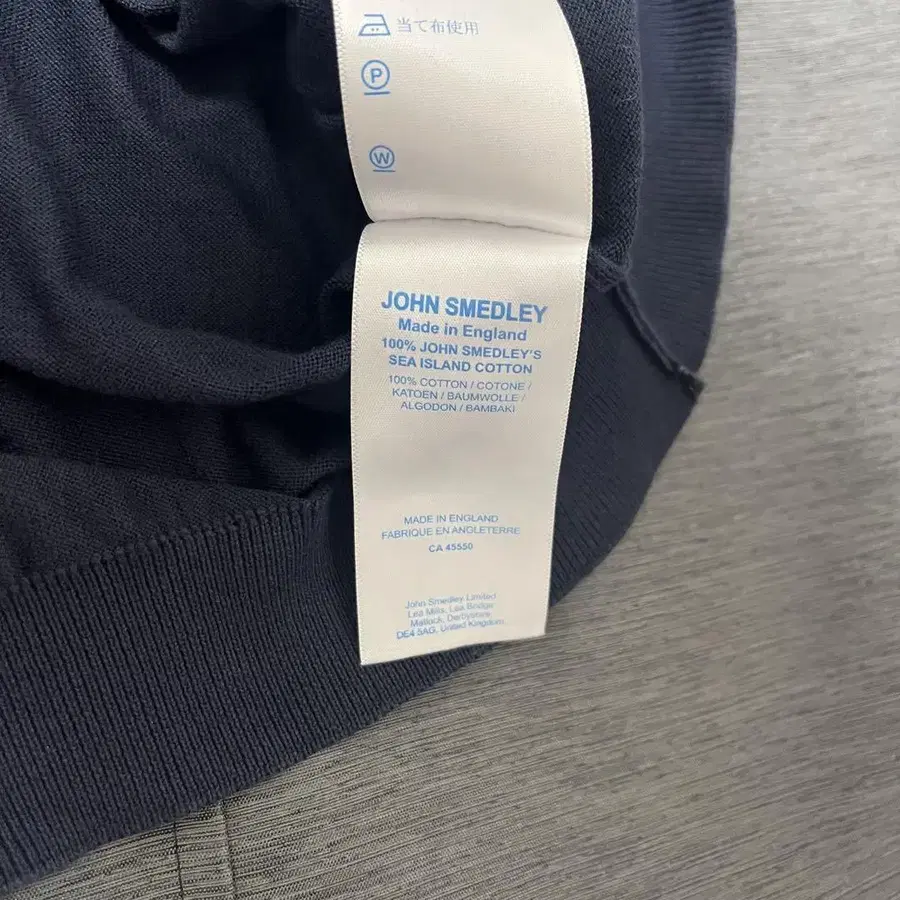 当て布使用
P
W
JOHN SMEDLEY
Made in England
100% JOHN SMEDLEY'S
SEA ISLAND COTTON
100% COTTON / COTONE /
KATOEN / BAUMWOLLE /
ALGODON / BAMBAKI
MADE IN ENGLAND
FABRIQUE EN ANGLETERRE
CA 45550
John Smedley Limited
Lea Mills, Lea Bridge
Matlock, Derbyshire
DE4 5AG, United Kingdom